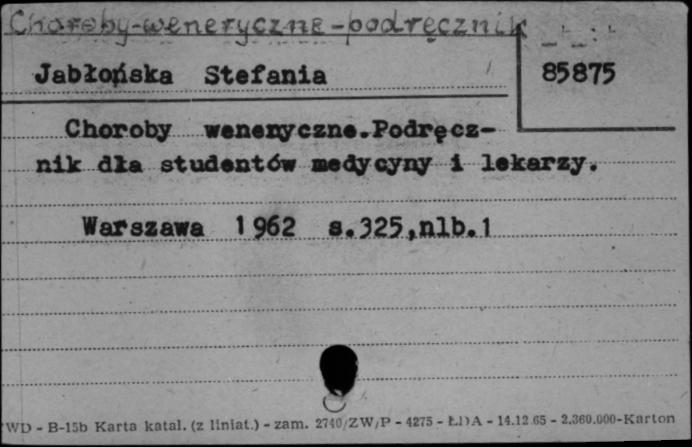 Choroby-weneryczne-podręcznik
Jabłońska Stefania 85875
Choroby weneryczne.Podręcz-
nik dla studentów medycyny i lekarzy.
Warszawa 1962 s.325,nlb.1
WD - B-15b Karta katal. (z liniat.) - zam. 2740/ZW/P - 4275 - ŁDA - 14.12.65 - 2.360.000-Karton